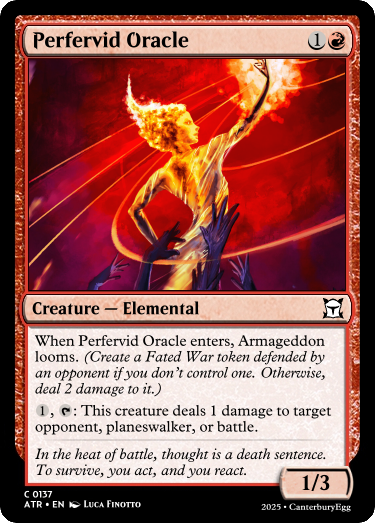 Perfervid Oracle 1
Creature — Elemental
When Perfervid Oracle enters, Armageddon
looms. (Create a Fated War token defended by
an opponent if you don't control one. Otherwise,
deal 2 damage to it.)
1, : This creature deals 1 damage to target
opponent, planeswalker, or battle.
In the heat of battle, thought is a death sentence.
To survive, you act, and you react.
1/3
C 0137
ATR • EN Luca Finotto
2025 • CanterburyEgg